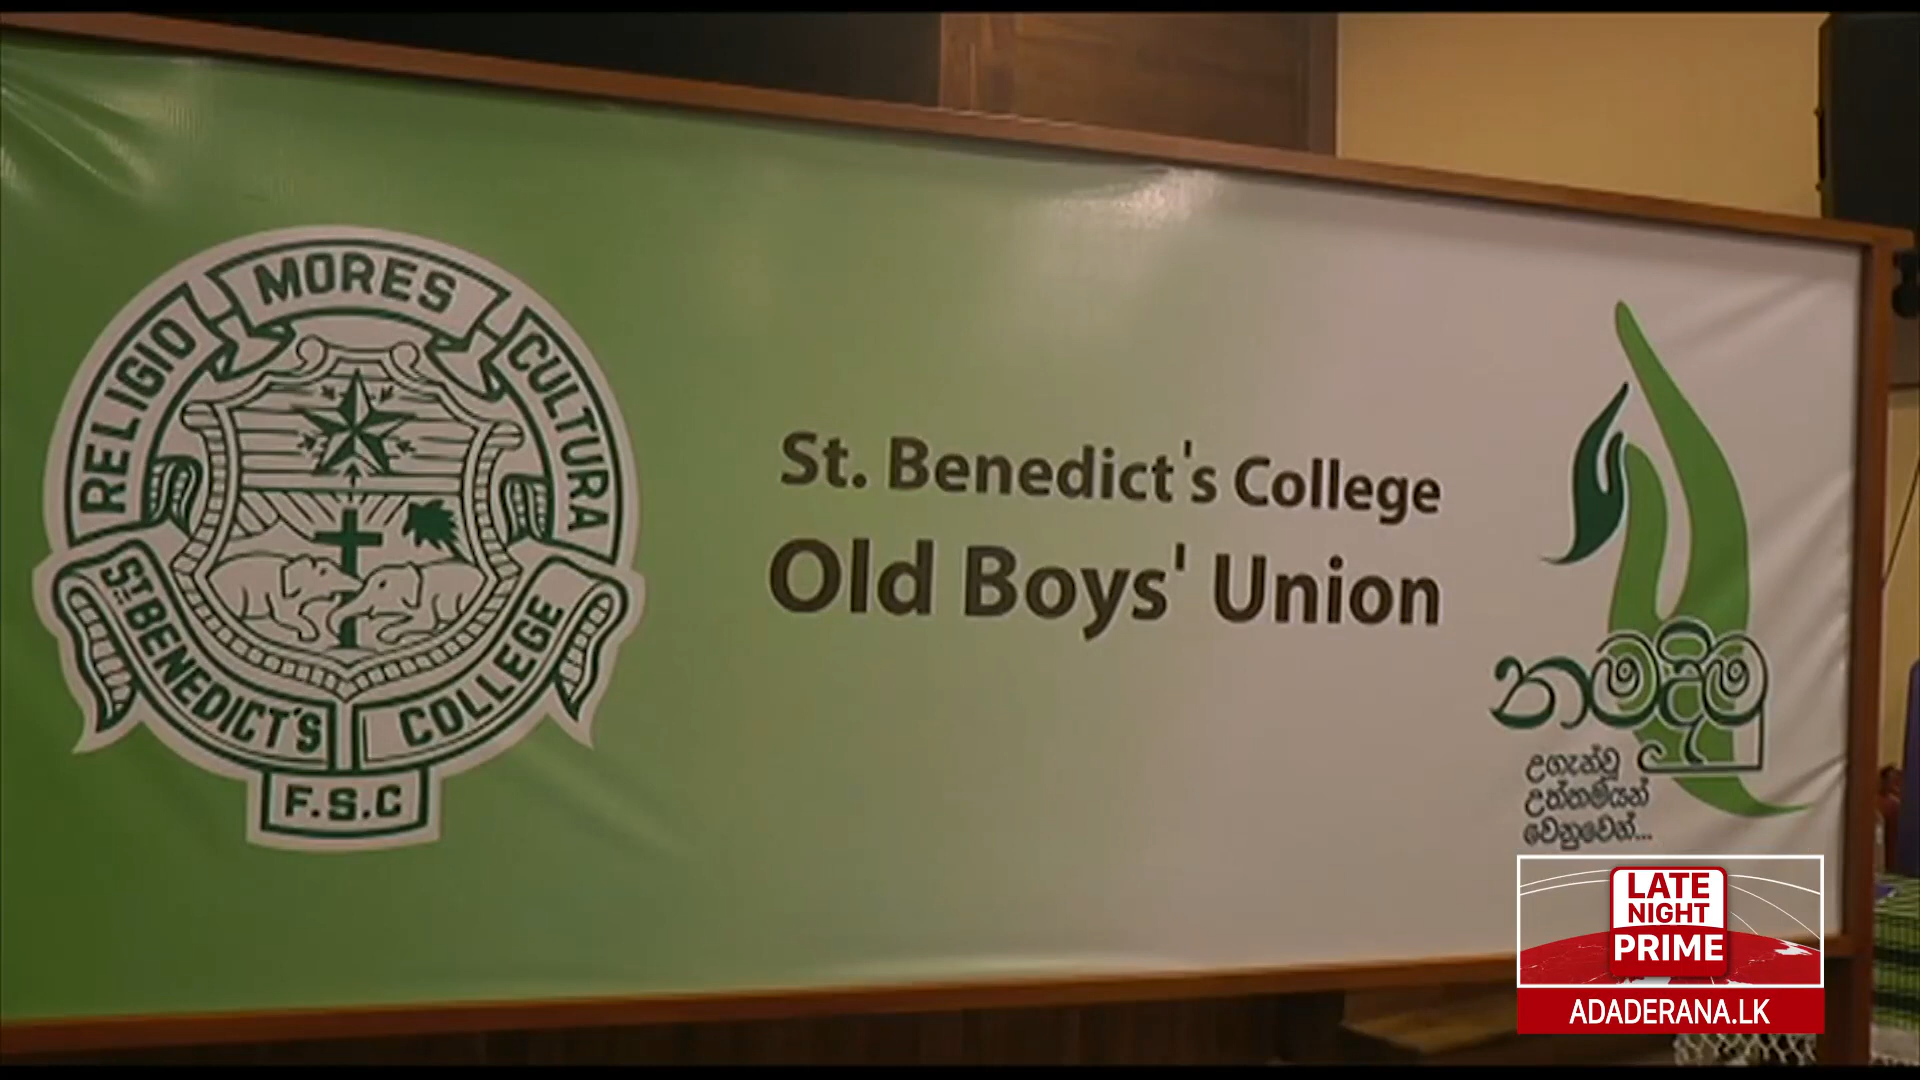 RELIGIO MORES CULTURA
ST BENEDICT'S COLLEGE
F.S.C
St. Benedict's College
Old Boys' Union
නමදිමු
උගැන්වූ
උත්තමයන්
වෙනුවෙන්...
LATE
NIGHT
PRIME
ADADERANA.LK